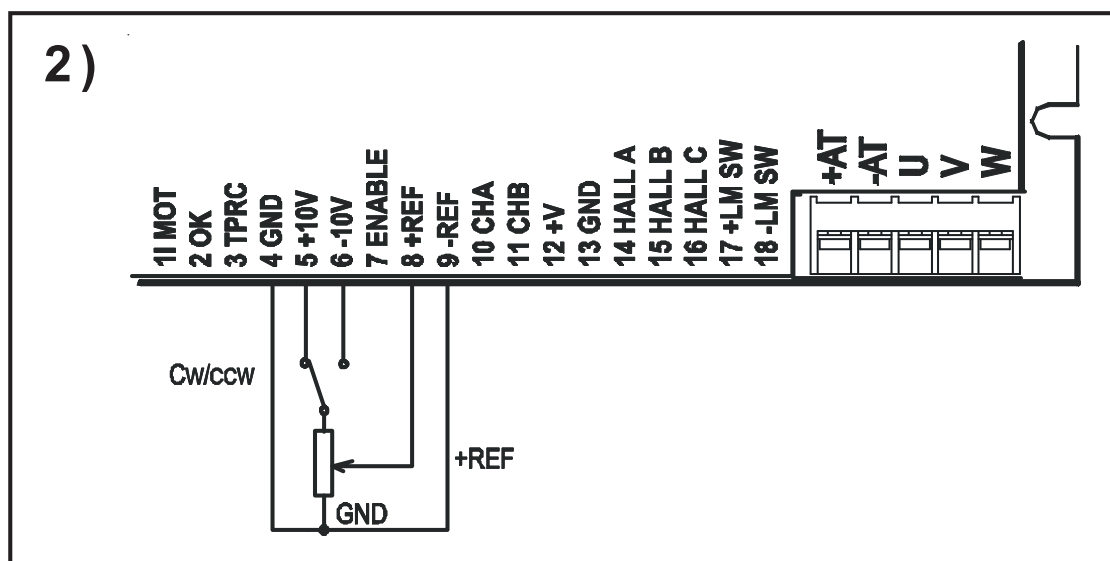 2)
1I MOT
2 OK
3 TPRC
4 GND
5 +10V
6 -10V
7 ENABLE
8 +REF
9 -REF
10 CHA
11 CHB
12 +V
13 GND
14 HALL A
15 HALL B
16 HALL C
17 +LM SW
18 -LM SW
+AT
-AT
U
V
W
Cw/ccw
+REF
GND